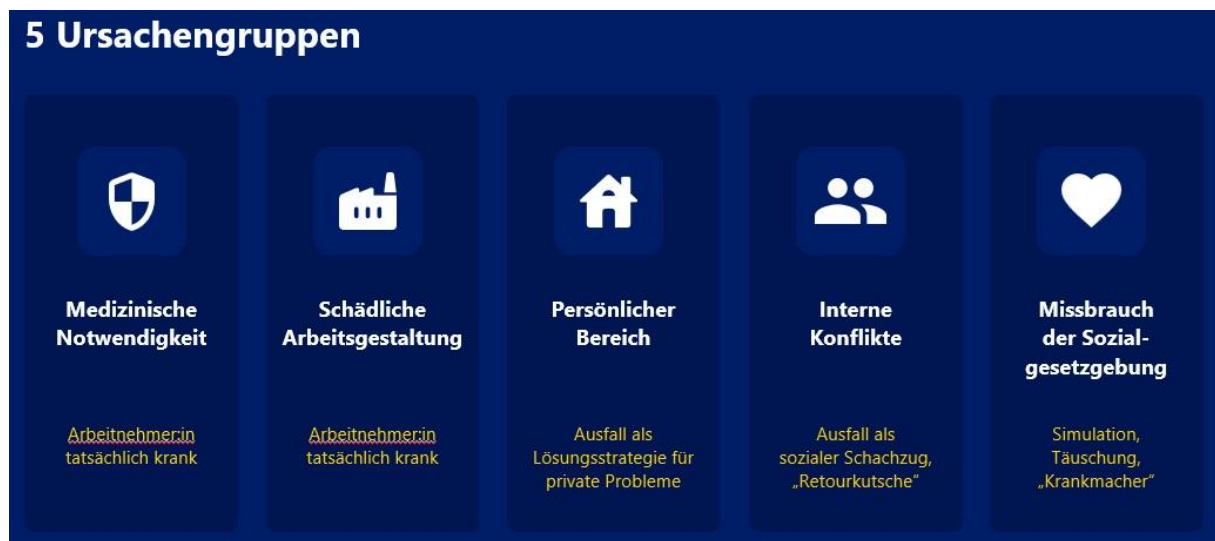 5 Ursachengruppen
Medizinische
Notwendigkeit
Arbeitnehmer:in
tatsächlich krank
Schädliche
Arbeitsgestaltung
Arbeitnehmer:in
tatsächlich krank
Persönlicher
Bereich
Ausfall als
Lösungsstrategie für
private Probleme
Interne
Konflikte
Ausfall als
sozialer Schachzug,
„Retourkutsche“
Missbrauch
der Sozial-
gesetzgebung
Simulation,
Täuschung,
„Krankmacher“